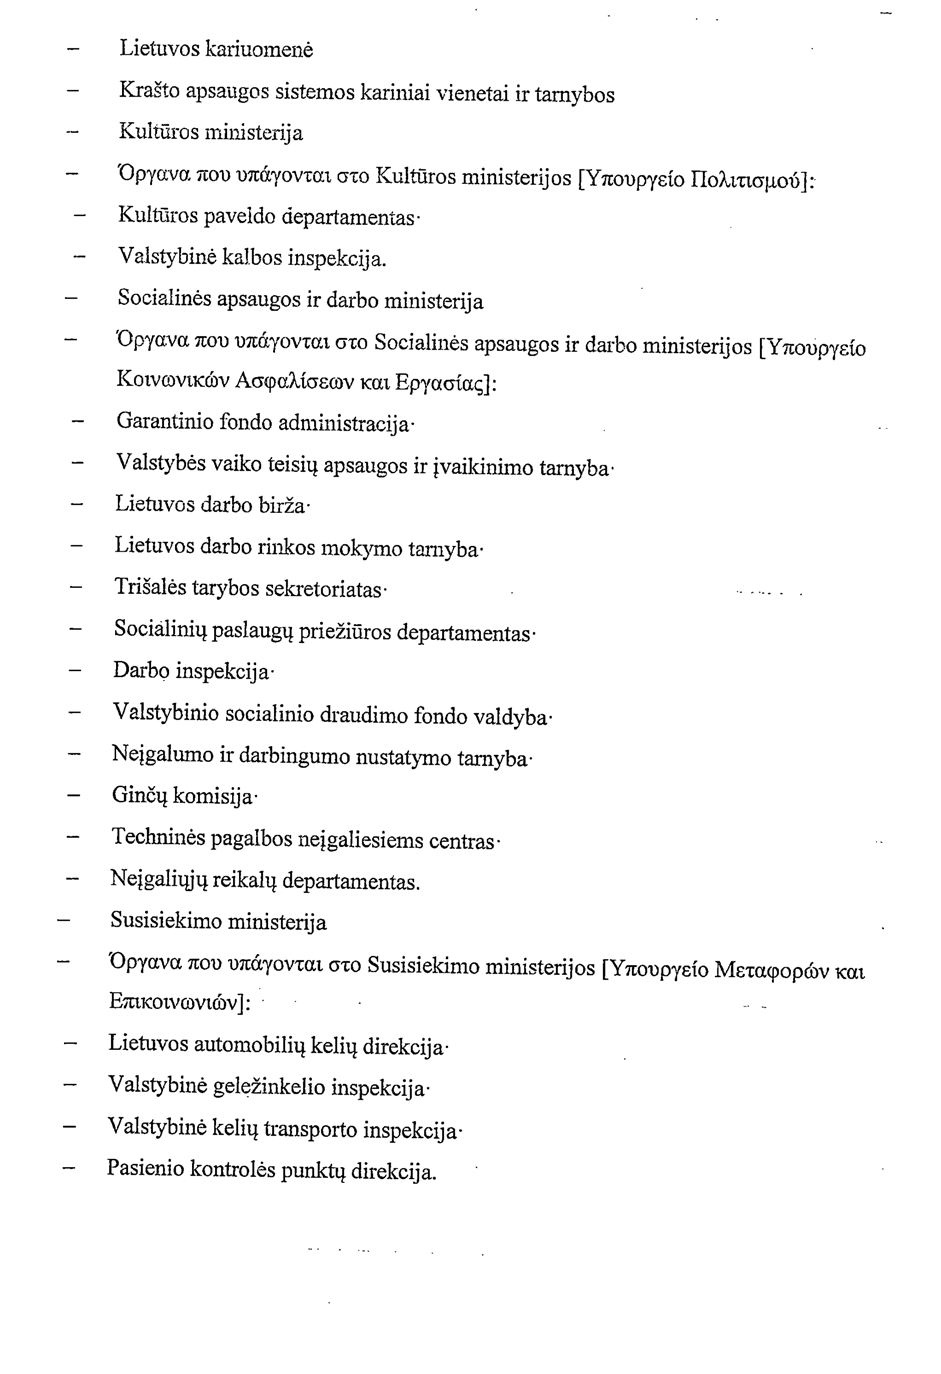 – Lietuvos kariuomenė
– Krašto apsaugos sistemos kariniai vienetai ir tarnybos
– Kultūros ministerija
– Όργανα που υπάγονται στο Kultūros ministerijos [Υπουργείο Πολιτισμού]:
– Kultūros paveldo departamentas·
– Valstybinė kalbos inspekcija.
– Socialinės apsaugos ir darbo ministerija
– Όργανα που υπάγονται στο Socialinės apsaugos ir darbo ministerijos [Υπουργείο
Κοινωνικών Ασφαλίσεων και Εργασίας]:
– Garantinio fondo administracija·
– Valstybės vaiko teisių apsaugos ir įvaikinimo tarnyba·
– Lietuvos darbo birža·
– Lietuvos darbo rinkos mokymo tarnyba·
– Trišalės tarybos sekretoriatas·
– Socialinių paslaugų priežiūros departamentas·
– Darbo inspekcija·
– Valstybinio socialinio draudimo fondo valdyba·
– Neįgalumo ir darbingumo nustatymo tarnyba·
– Ginčų komisija·
– Techninės pagalbos neįgaliesiems centras·
– Neįgaliųjų reikalų departamentas.
– Susisiekimo ministerija
– Όργανα που υπάγονται στο Susisiekimo ministerijos [Υπουργείο Μεταφορών και
Επικοινωνιών]:
– Lietuvos automobilių kelių direkcija·
– Valstybinė geležinkelio inspekcija·
– Valstybinė kelių transporto inspekcija·
– Pasienio kontrolės punktų direkcija.